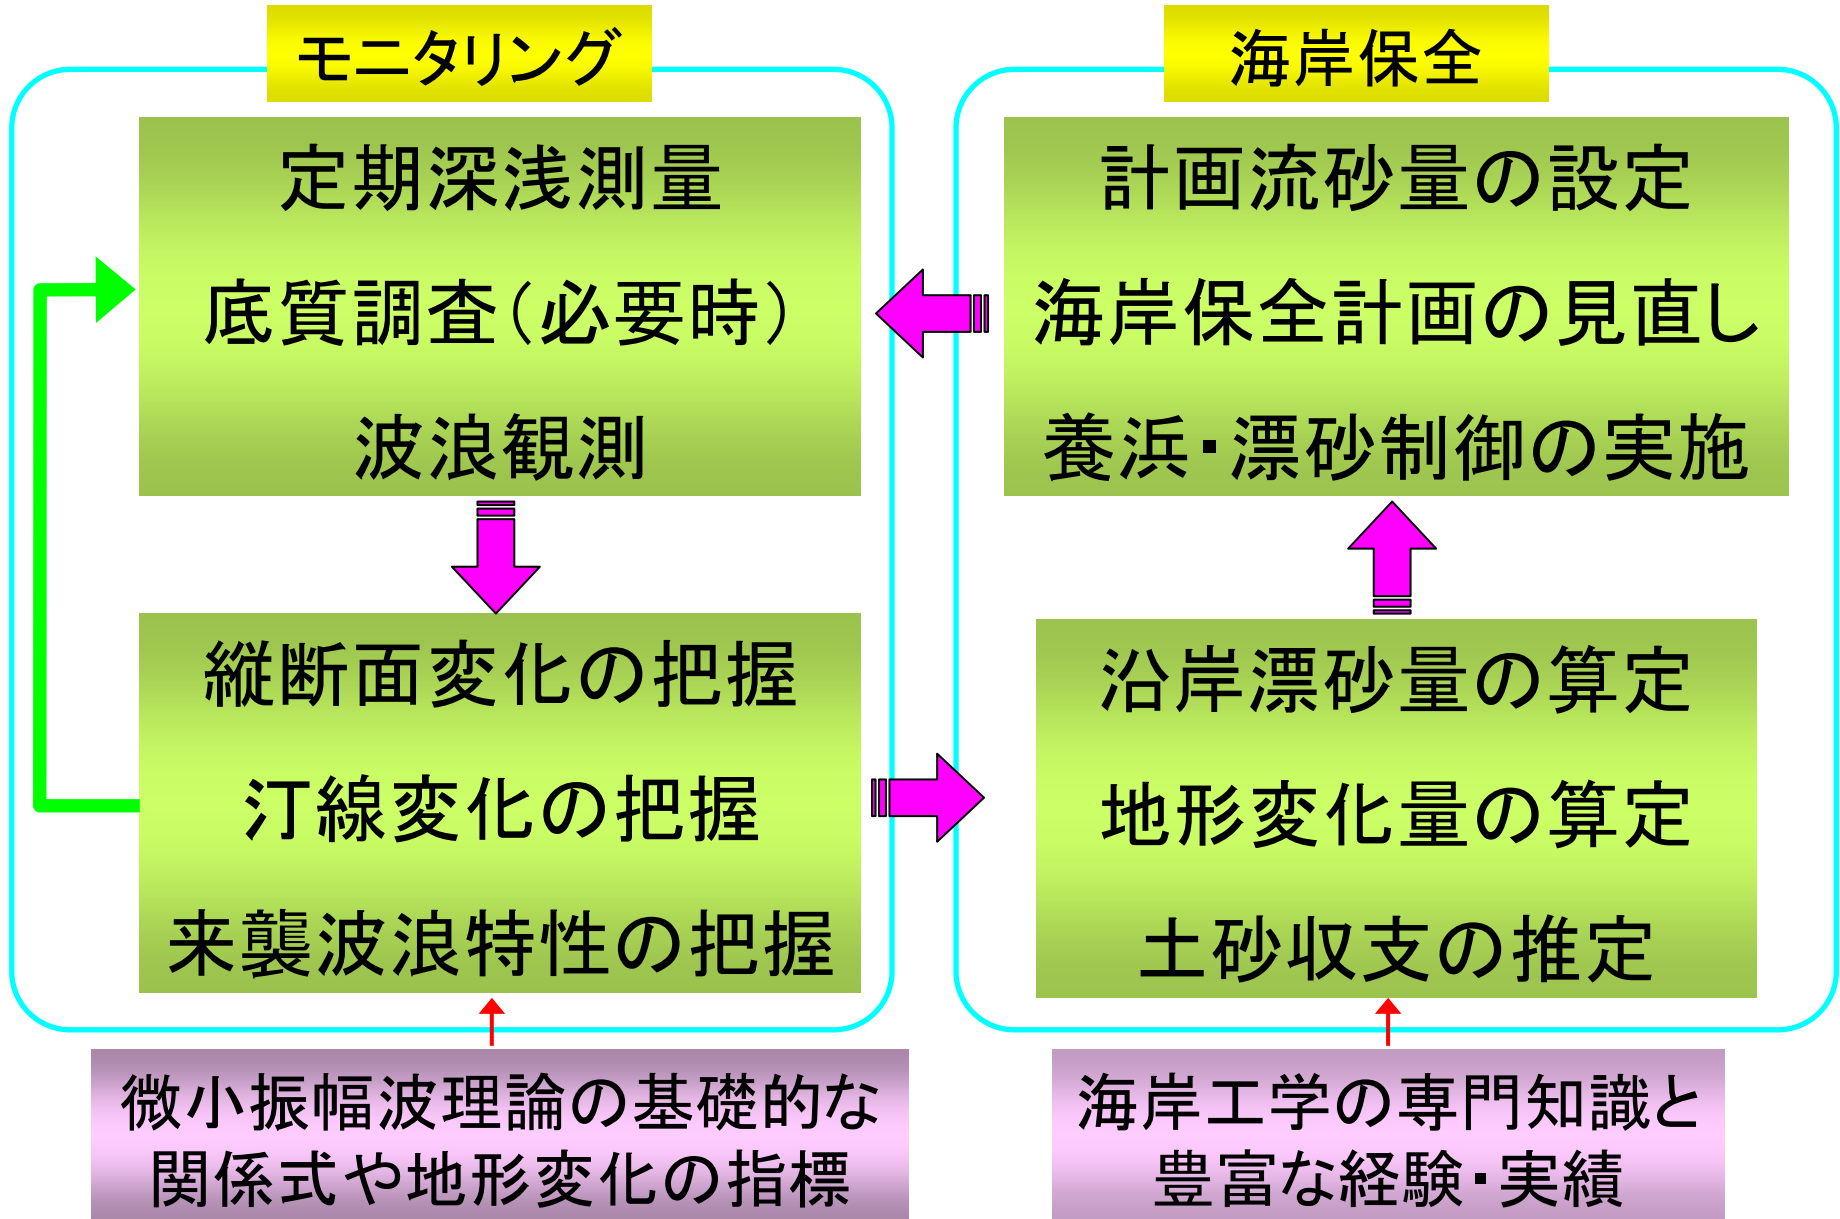 モニタリング
定期深浅測量
底質調査（必要時）
波浪観測
縦断面変化の把握
汀線変化の把握
来襲波浪特性の把握
微小振幅波理論の基礎的な
関係式や地形変化の指標
海岸保全
計画流砂量の設定
海岸保全計画の見直し
養浜・漂砂制御の実施
沿岸漂砂量の算定
地形変化量の算定
土砂収支の推定
海岸工学の専門知識と
豊富な経験・実績